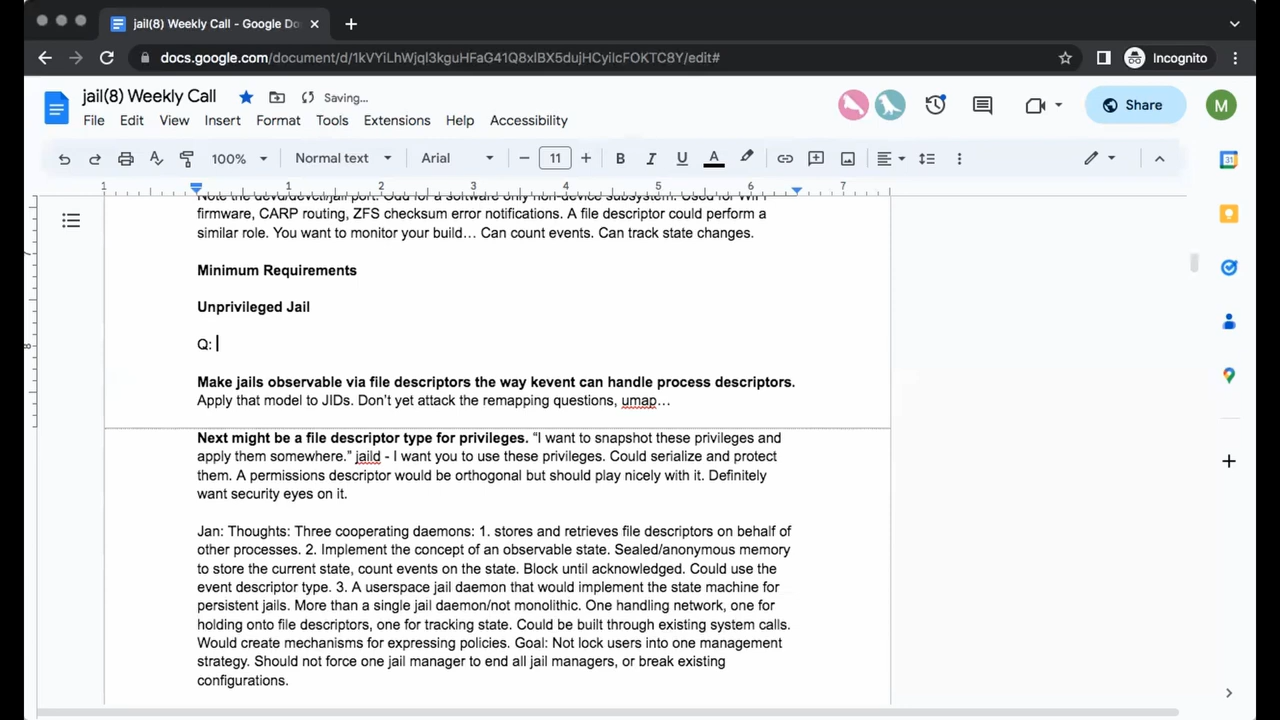 jail(8) Weekly Call - Google Do
docs.google.com/document/d/1kVYiLhWjqI3kguHFaG41Q8xIBX5dujHCyiIcFOKTC8Y/edit#
Incognito
jail(8) Weekly Call
Saving...
File Edit View Insert Format Tools Extensions Help Accessibility
Share
M
100% Normal text Arial 11 B I U A
31
1 1 2 3 4 5 6 7
firmware, CARP routing, ZFS checksum error notifications. A file descriptor could perform a
similar role. You want to monitor your build… Can count events. Can track state changes.
Minimum Requirements
Unprivileged Jail
Q:
Make jails observable via file descriptors the way kevent can handle process descriptors.
Apply that model to JIDs. Don’t yet attack the remapping questions, umap…
Next might be a file descriptor type for privileges. “I want to snapshot these privileges and
apply them somewhere.” jaild - I want you to use these privileges. Could serialize and protect
them. A permissions descriptor would be orthogonal but should play nicely with it. Definitely
want security eyes on it.
Jan: Thoughts: Three cooperating daemons: 1. stores and retrieves file descriptors on behalf of
other processes. 2. Implement the concept of an observable state. Sealed/anonymous memory
to store the current state, count events on the state. Block until acknowledged. Could use the
event descriptor type. 3. A userspace jail daemon that would implement the state machine for
persistent jails. More than a single jail daemon/not monolithic. One handling network, one for
holding onto file descriptors, one for tracking state. Could be built through existing system calls.
Would create mechanisms for expressing policies. Goal: Not lock users into one management
strategy. Should not force one jail manager to end all jail managers, or break existing
configurations.